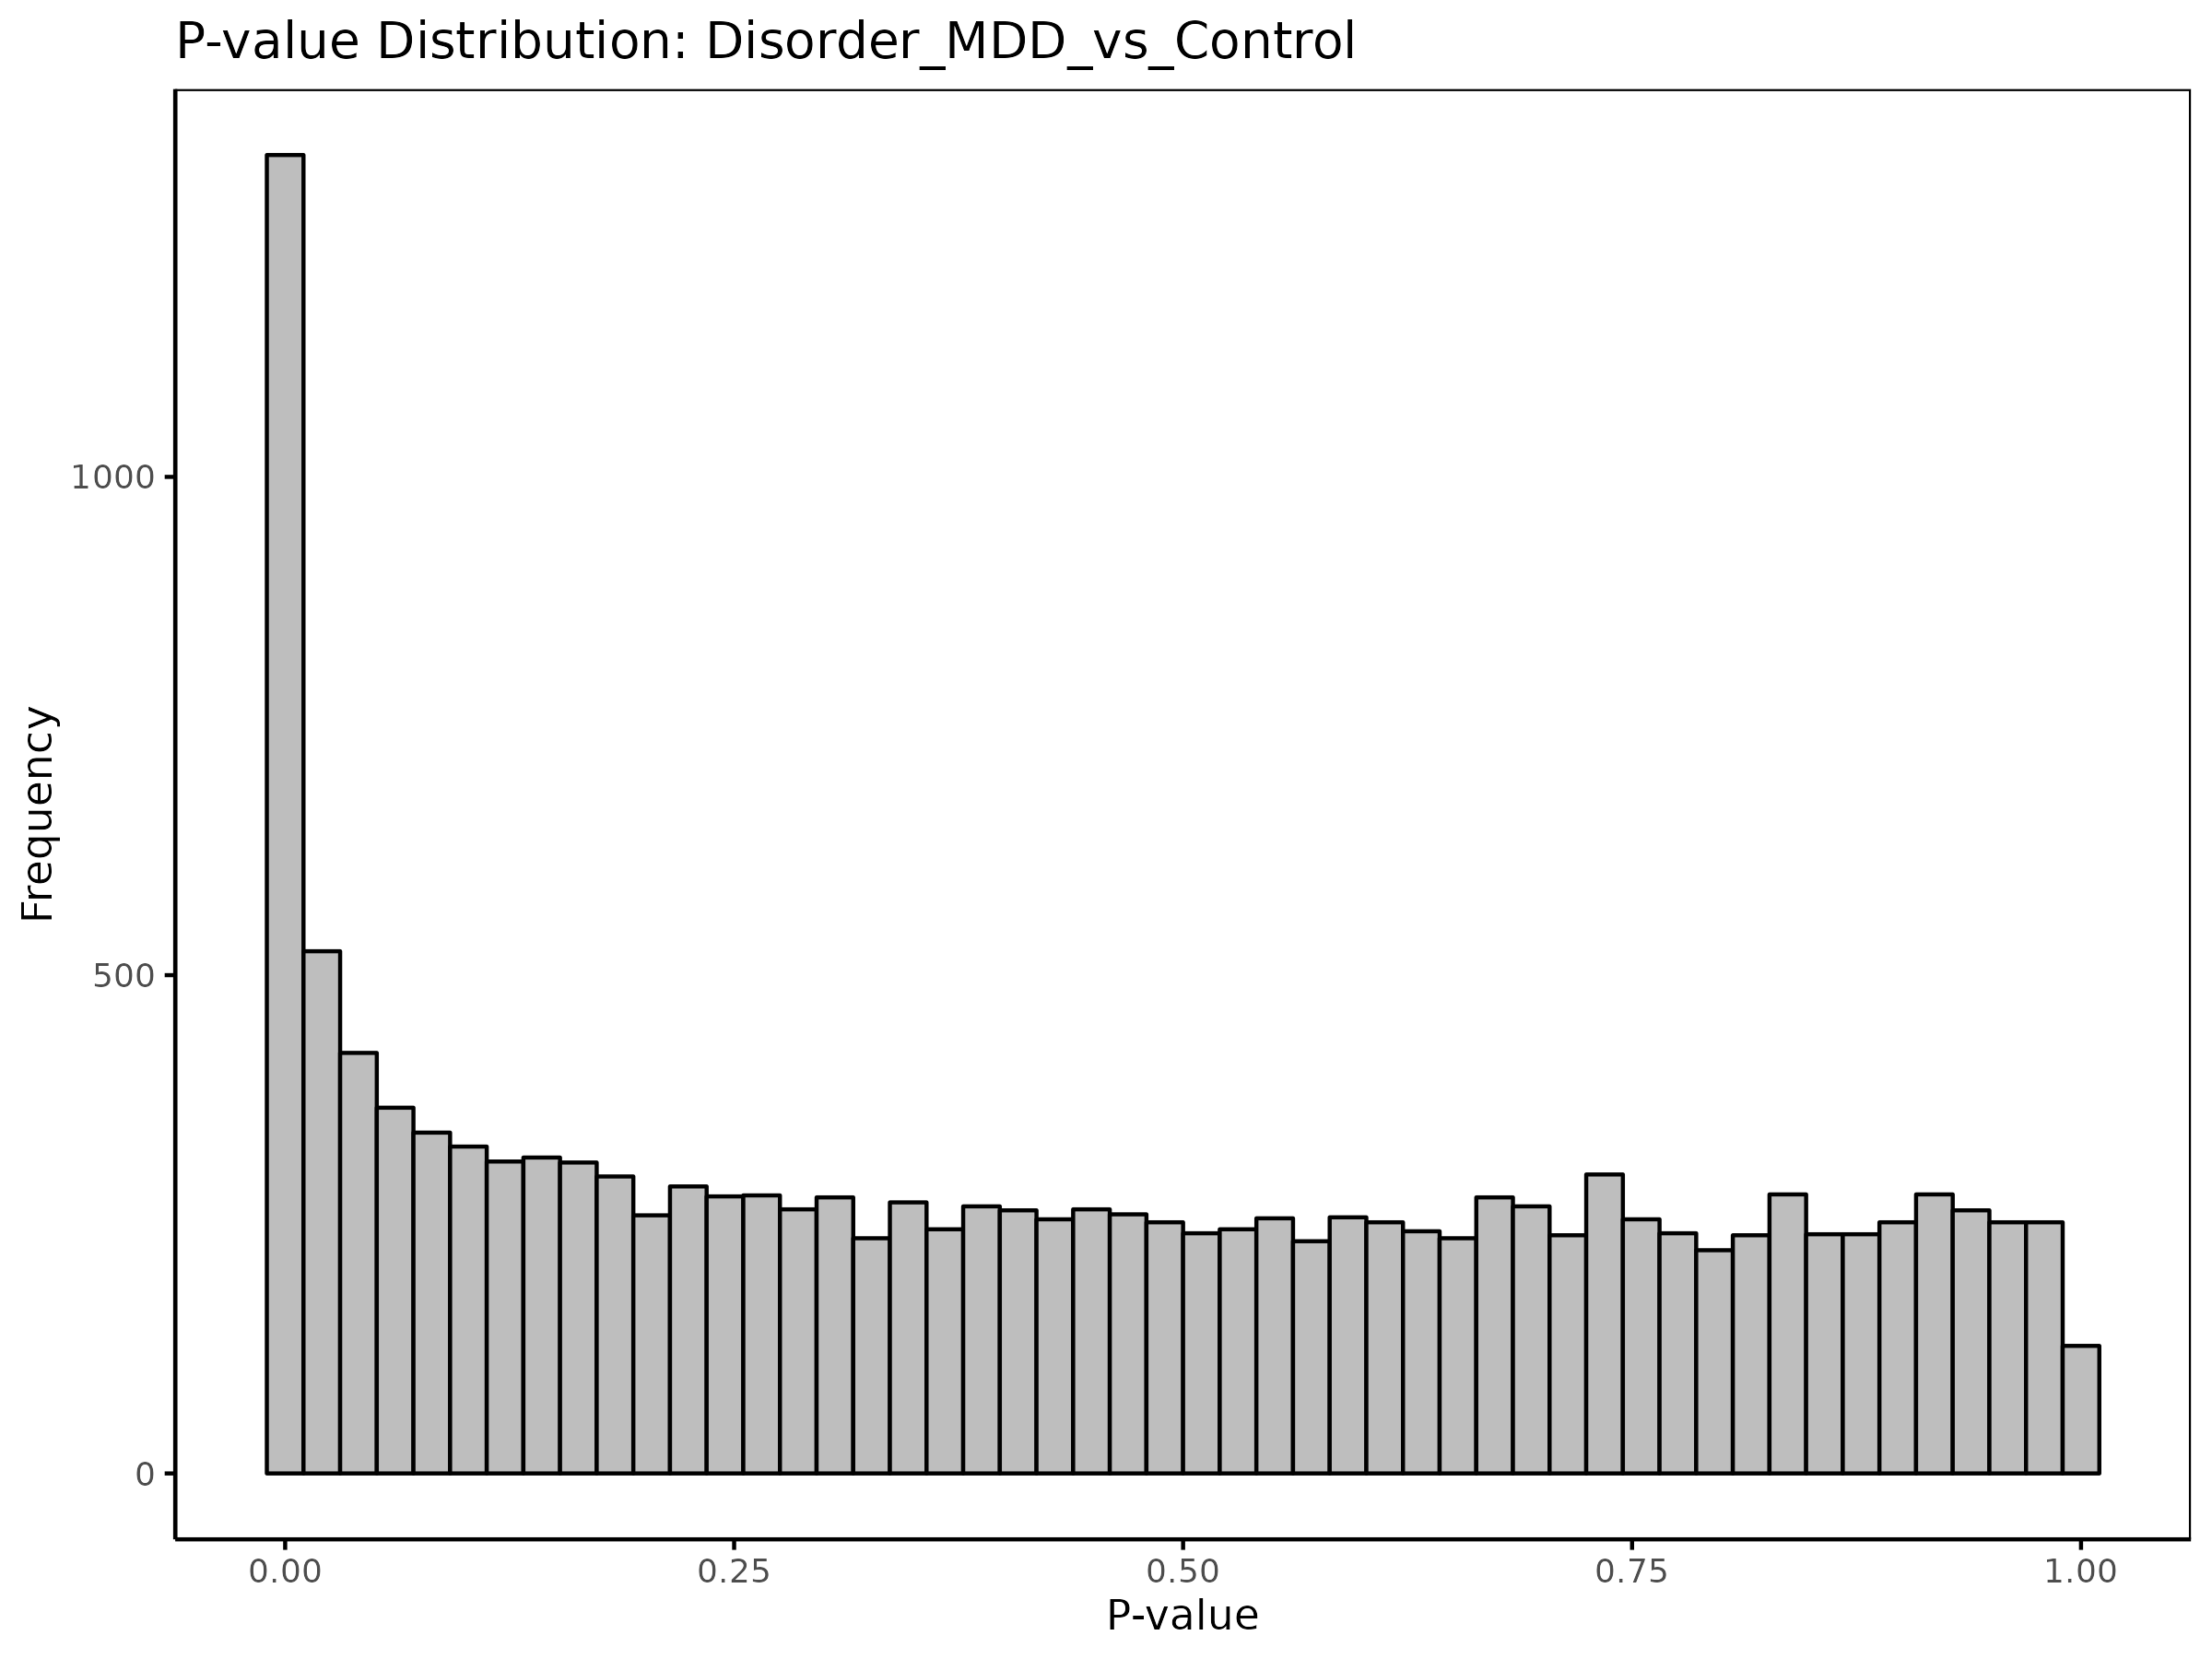 P-value Distribution: Disorder_MDD_vs_Control
Frequency
1000
500
0
0.00 0.25 0.50 0.75 1.00
P-value